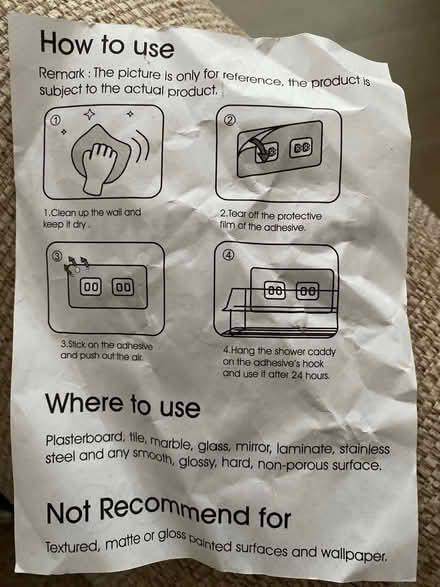 How to use
Remark : The picture is only for reference, the product is
subject to the actual product.
①
②
1.Clean up the wall and
keep it dry .
2.Tear off the protective
film of the adhesive.
③
④
3.Stick on the adhesive
and push out the air.
4.Hang the shower caddy
on the adhesive's hook
and use it after 24 hours.
Where to use
Plasterboard, tile, marble, glass, mirror, laminate, stainless
steel and any smooth, glossy, hard, non-porous surface.
Not Recommend for
Textured, matte or gloss painted surfaces and wallpaper.